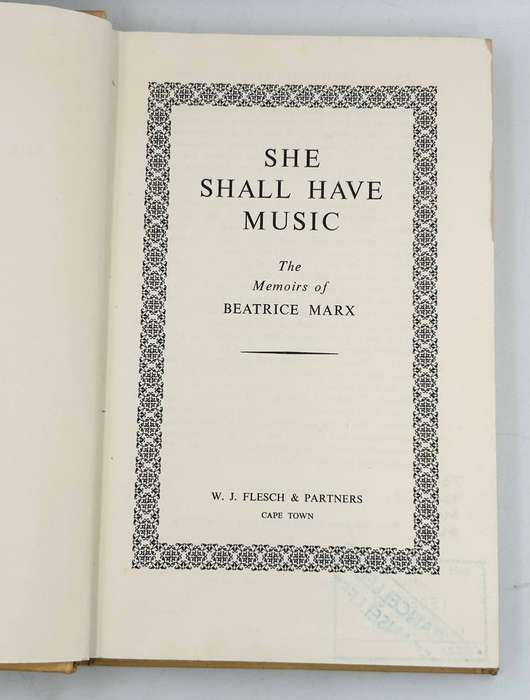 SHE
SHALL HAVE
MUSIC
The
Memoirs of
BEATRICE MARX
W. J. FLESCH & PARTNERS
CAPE TOWN